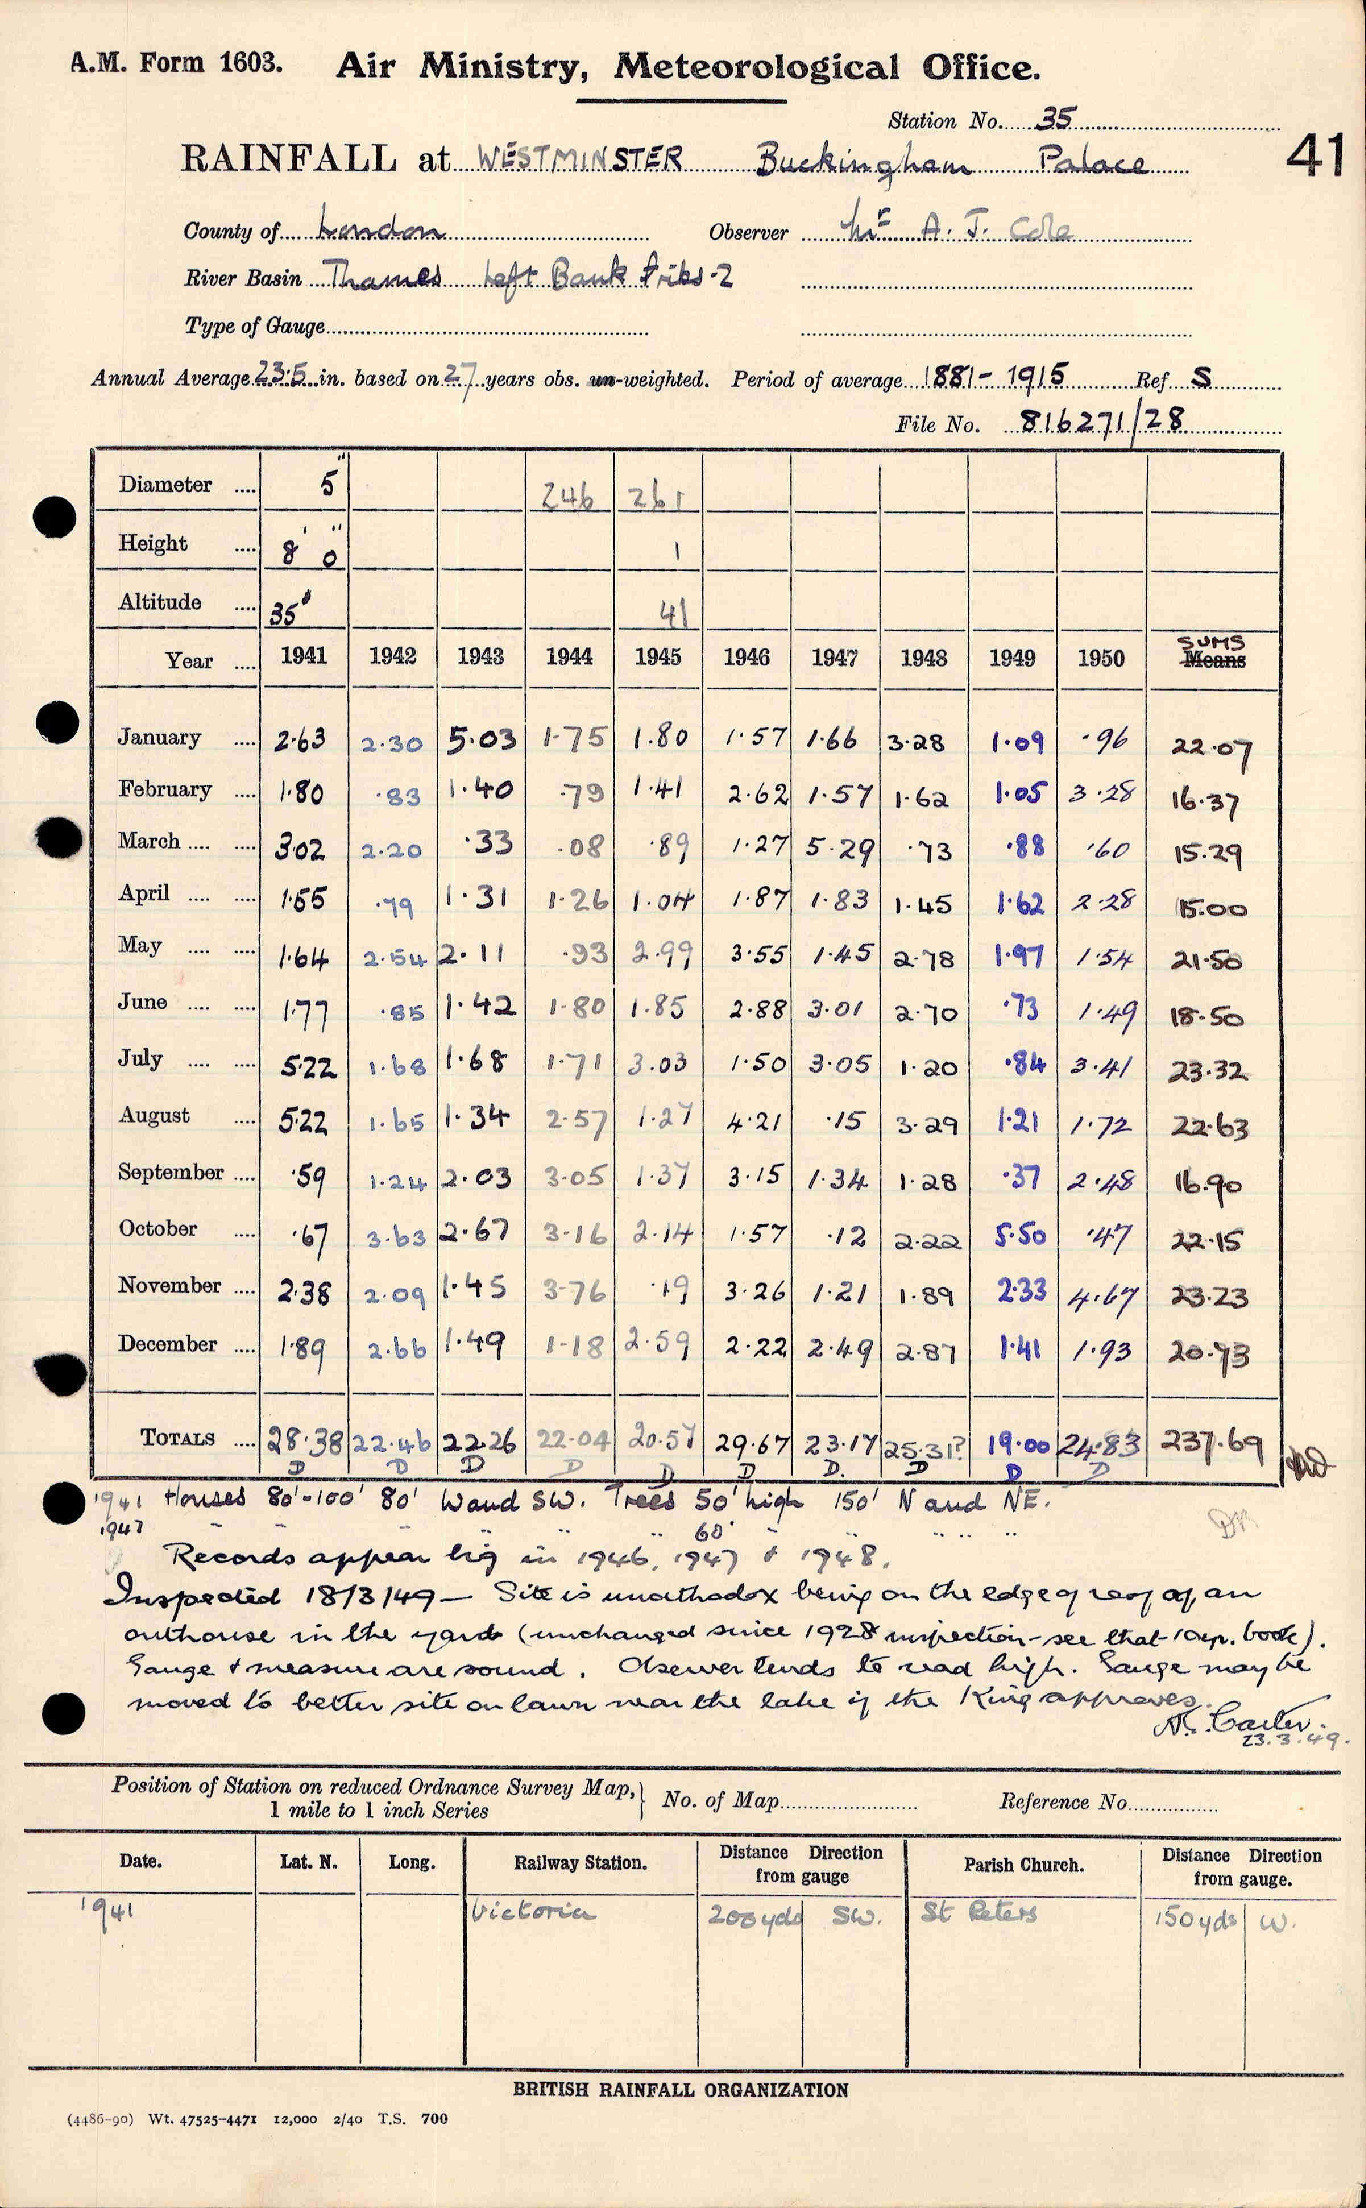 A.M. Form 1603. Air Ministry, Meteorological Office.
Station No. 35
RAINFALL at WESTMINSTER Buckingham Palace 41
County of London Observer Mr A. J. Cole
River Basin Thames Left Bank Tribs-2
Type of Gauge
Annual Average 23.5 in. based on 27 years obs. un-weighted. Period of average 1881-1915 Ref S
File No. 816271/28
Diameter .... 5" 246 261
Height .... 8' 0" 1
Altitude .... 35' 41
SUMS
Year .... 1941 1942 1943 1944 1945 1946 1947 1948 1949 1950 Means
January .... 2.63 2.30 5.03 1.75 1.80 1.57 1.66 3.28 1.09 .96 22.07
February .... 1.80 .83 1.40 .79 1.41 2.62 1.57 1.62 1.05 3.28 16.37
March .... .... 3.02 2.20 .33 .08 .89 1.27 5.29 .73 .88 .60 15.29
April .... .... 1.55 .79 1.31 1.26 1.04 1.87 1.83 1.45 1.62 2.28 15.00
May .... .... 1.64 2.54 2.11 .93 2.99 3.55 1.45 2.78 1.97 1.54 21.50
June .... .... 1.77 .85 1.42 1.80 1.85 2.88 3.01 2.70 .73 1.49 18.50
July .... .... 5.22 1.68 1.68 1.71 3.03 1.50 3.05 1.20 .84 3.41 23.32
August .... 5.22 1.65 1.34 2.57 1.27 4.21 .15 3.29 1.21 1.72 22.63
September .... .59 1.24 2.03 3.05 1.37 3.15 1.34 1.28 .37 2.48 16.90
October .... .67 3.63 2.67 3.16 2.14 1.57 .12 2.22 5.50 .47 22.15
November .... 2.38 2.09 1.45 3.76 .19 3.26 1.21 1.89 2.33 4.67 23.23
December .... 1.89 2.66 1.49 1.18 2.59 2.22 2.49 2.87 1.41 1.93 20.73
TOTALS .... 28.38 22.46 22.26 22.04 20.57 29.67 23.17 25.31? 19.00 24.83 237.69
D D D D D D D. D D D
1941 Houses 80'-100' 80' W and SW. Trees 50' high 150' N and NE.
1947 " " " " " 60' " " " " "
Records appear big in 1946, 1947 & 1948.
Inspected 18/3/49 - Site is unorthodox being on the edge of roof of an
outhouse in the yard (unchanged since 1928 inspection - see that insp. book).
Gauge & measure are sound. Observer tends to read high. Gauge may be
moved to better site on lawn near the lake if the King approves.
Carter.
23.3.49.
Position of Station on reduced Ordnance Survey Map, No. of Map Reference No.
1 mile to 1 inch Series
Date. Lat. N. Long. Railway Station. Distance Direction from gauge Parish Church. Distance Direction from gauge.
1941 Victoria 200 yds SW. St Peters 150 yds W.
BRITISH RAINFALL ORGANIZATION
(4486-90) Wt. 47525-4471 12,000 2/40 T.S. 700